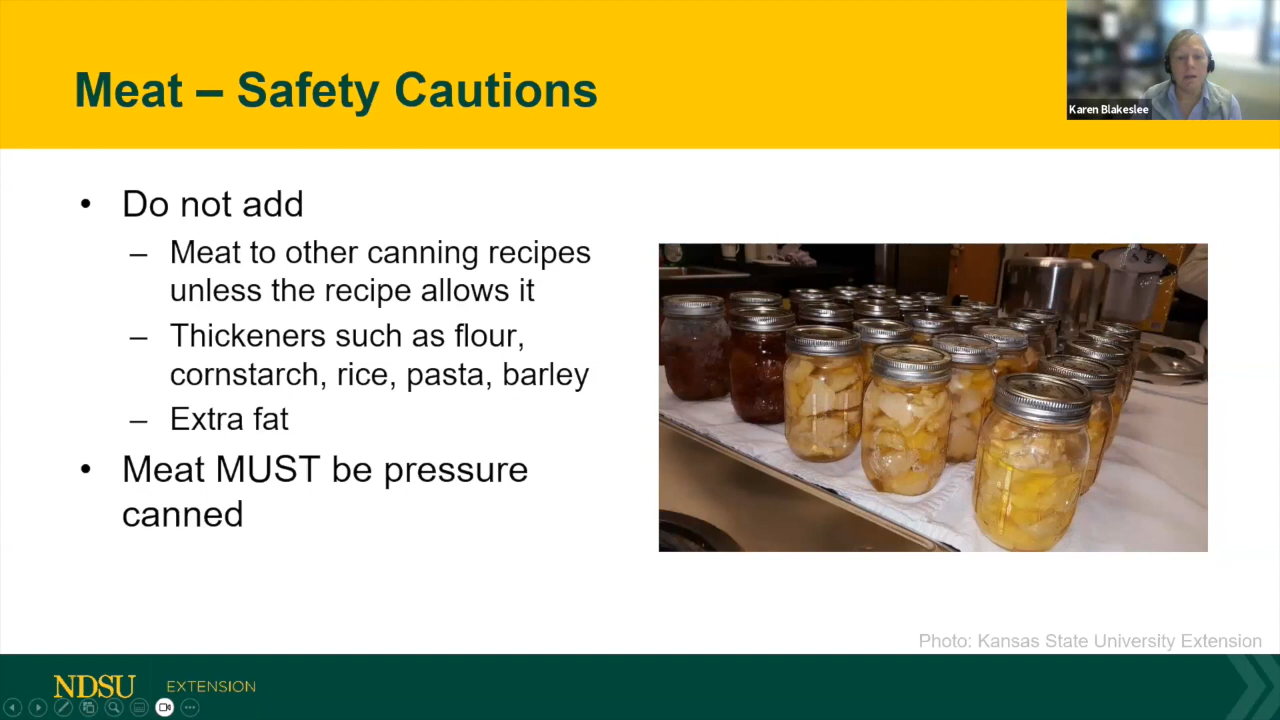 Meat – Safety Cautions
Karen Blakeslee
• Do not add
– Meat to other canning recipes
unless the recipe allows it
– Thickeners such as flour,
cornstarch, rice, pasta, barley
– Extra fat
• Meat MUST be pressure
canned
Photo: Kansas State University Extension
NDSU EXTENSION